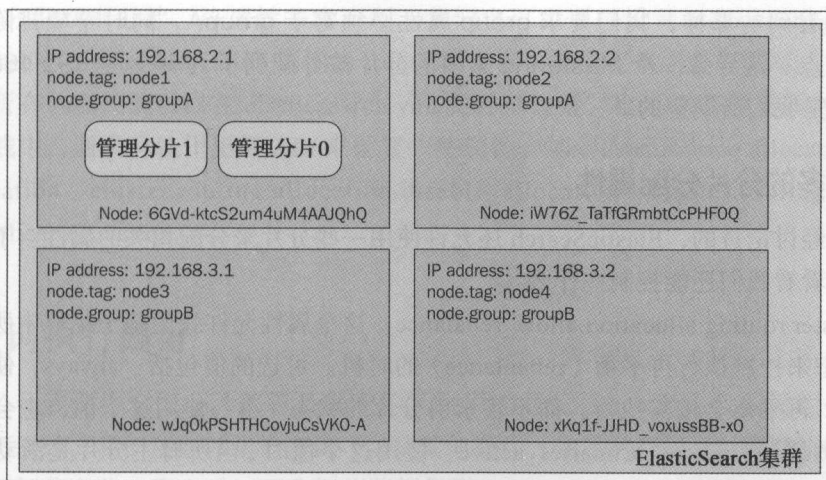 IP address: 192.168.2.1
node.tag: node1
node.group: groupA
管理分片1
管理分片0
Node: 6GVd-ktcS2um4uM4AAJQhQ
IP address: 192.168.2.2
node.tag: node2
node.group: groupA
Node: iW76Z_TaTfGRmbtCcPHF0Q
IP address: 192.168.3.1
node.tag: node3
node.group: groupB
Node: wJq0kPSHTHCovjuCsVK0-A
IP address: 192.168.3.2
node.tag: node4
node.group: groupB
Node: xKq1f-JJHD_voxussBB-x0
ElasticSearch集群